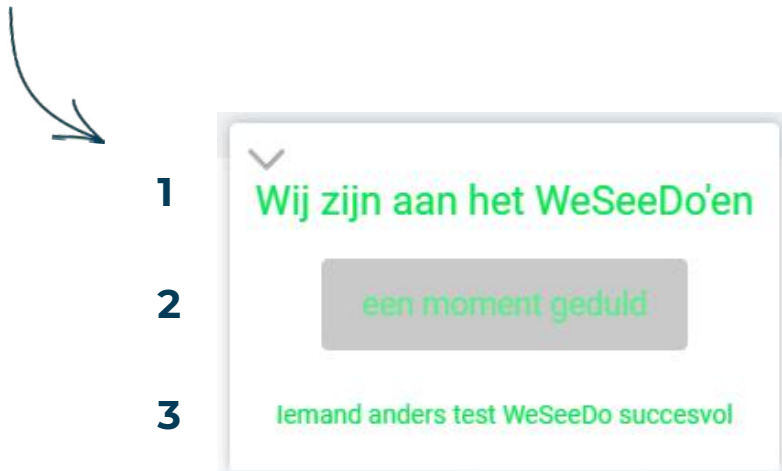 1 Wij zijn aan het WeSeeDo'en
2 een moment geduld
3 Iemand anders test WeSeeDo succesvol